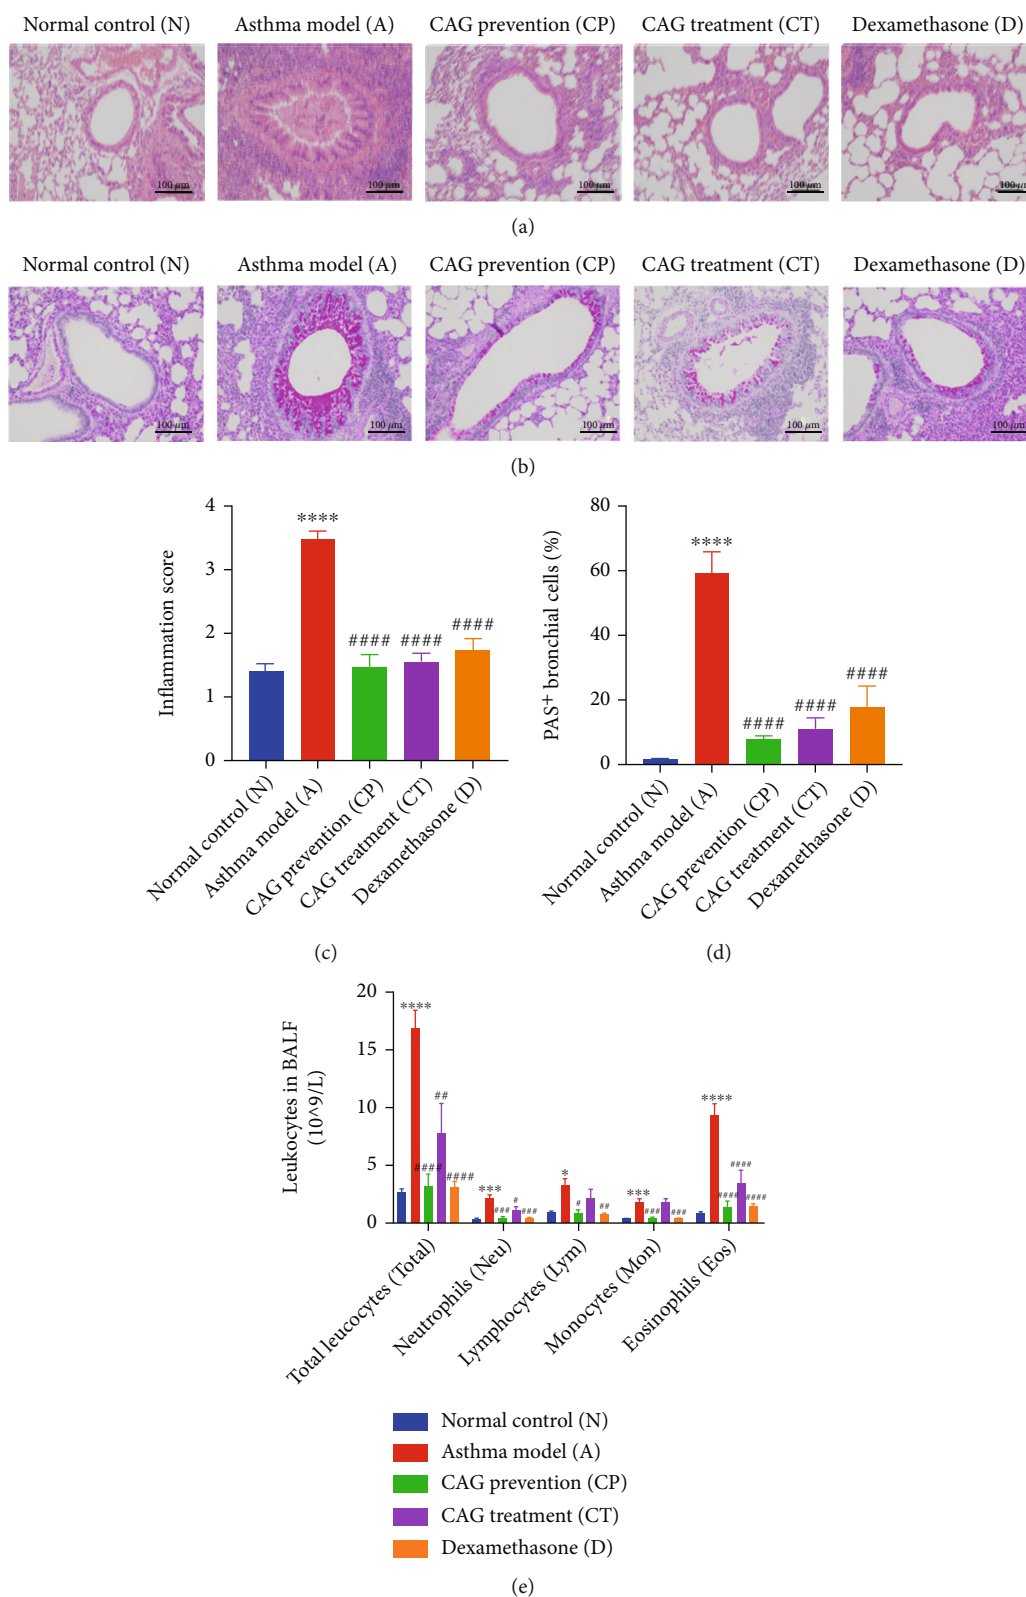 Normal control (N) Asthma model (A) CAG prevention (CP) CAG treatment (CT) Dexamethasone (D)
100 μm 100 μm 100 μm 100 μm 100 μm
(a)
Normal control (N) Asthma model (A) CAG prevention (CP) CAG treatment (CT) Dexamethasone (D)
100 μm 100 μm 100 μm 100 μm 100 μm
(b)
Inflammation score
4
3
2
1
0
****
####
####
####
Normal control (N)
Asthma model (A)
CAG prevention (CP)
CAG treatment (CT)
Dexamethasone (D)
(c)
PAS+ bronchial cells (%)
80
60
40
20
0
****
####
####
####
Normal control (N)
Asthma model (A)
CAG prevention (CP)
CAG treatment (CT)
Dexamethasone (D)
(d)
Leukocytes in BALF
(10^9/L)
20
15
10
5
0
****
####
##
####
***
###
#
###
*
#
##
***
###
###
****
####
####
####
Total leucocytes (Total)
Neutrophils (Neu)
Lymphocytes (Lym)
Monocytes (Mon)
Eosinophils (Eos)
Normal control (N)
Asthma model (A)
CAG prevention (CP)
CAG treatment (CT)
Dexamethasone (D)
(e)